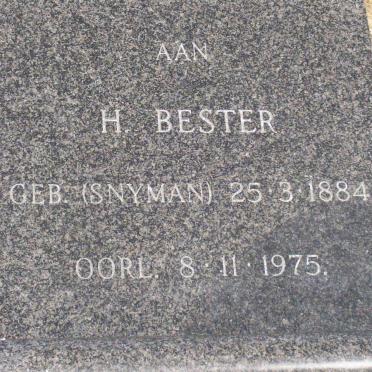 AAN
H. BESTER
GEB. (SNYMAN) 25·3·1884
OORL. 8·11·1975.